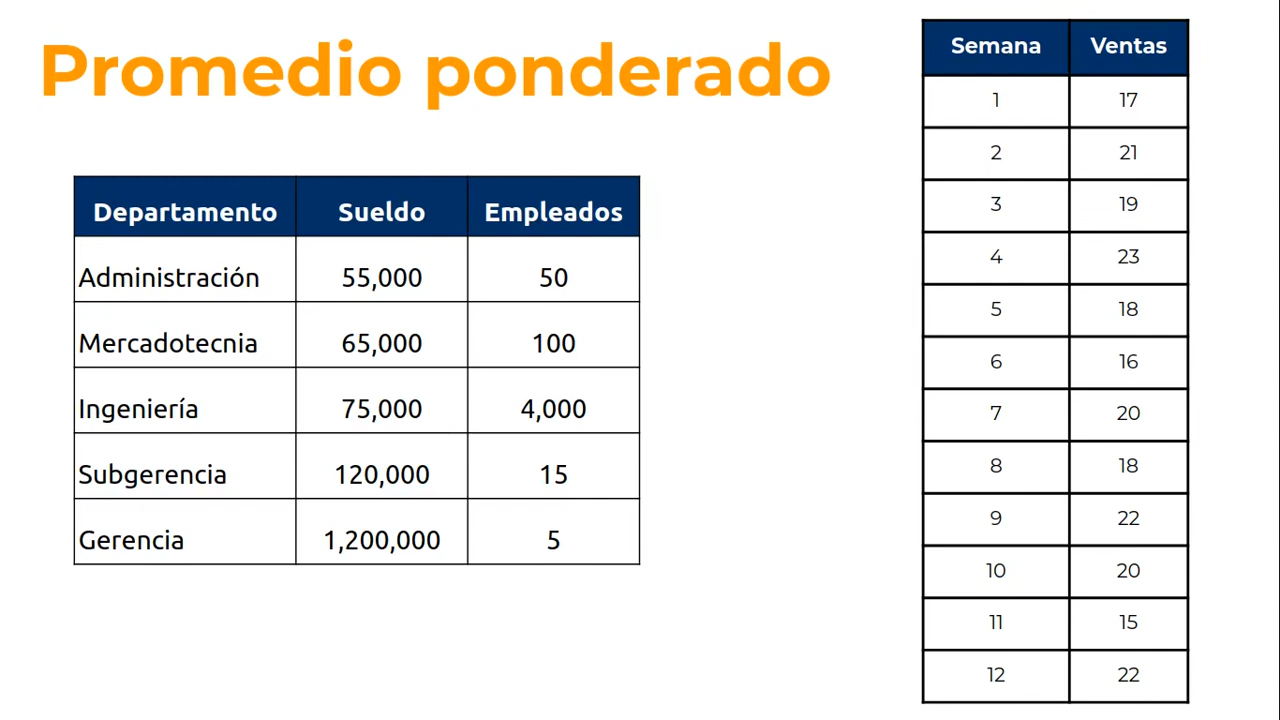 Promedio ponderado
Departamento Sueldo Empleados
Administración 55,000 50
Mercadotecnia 65,000 100
Ingeniería 75,000 4,000
Subgerencia 120,000 15
Gerencia 1,200,000 5
Semana Ventas
1 17
2 21
3 19
4 23
5 18
6 16
7 20
8 18
9 22
10 20
11 15
12 22